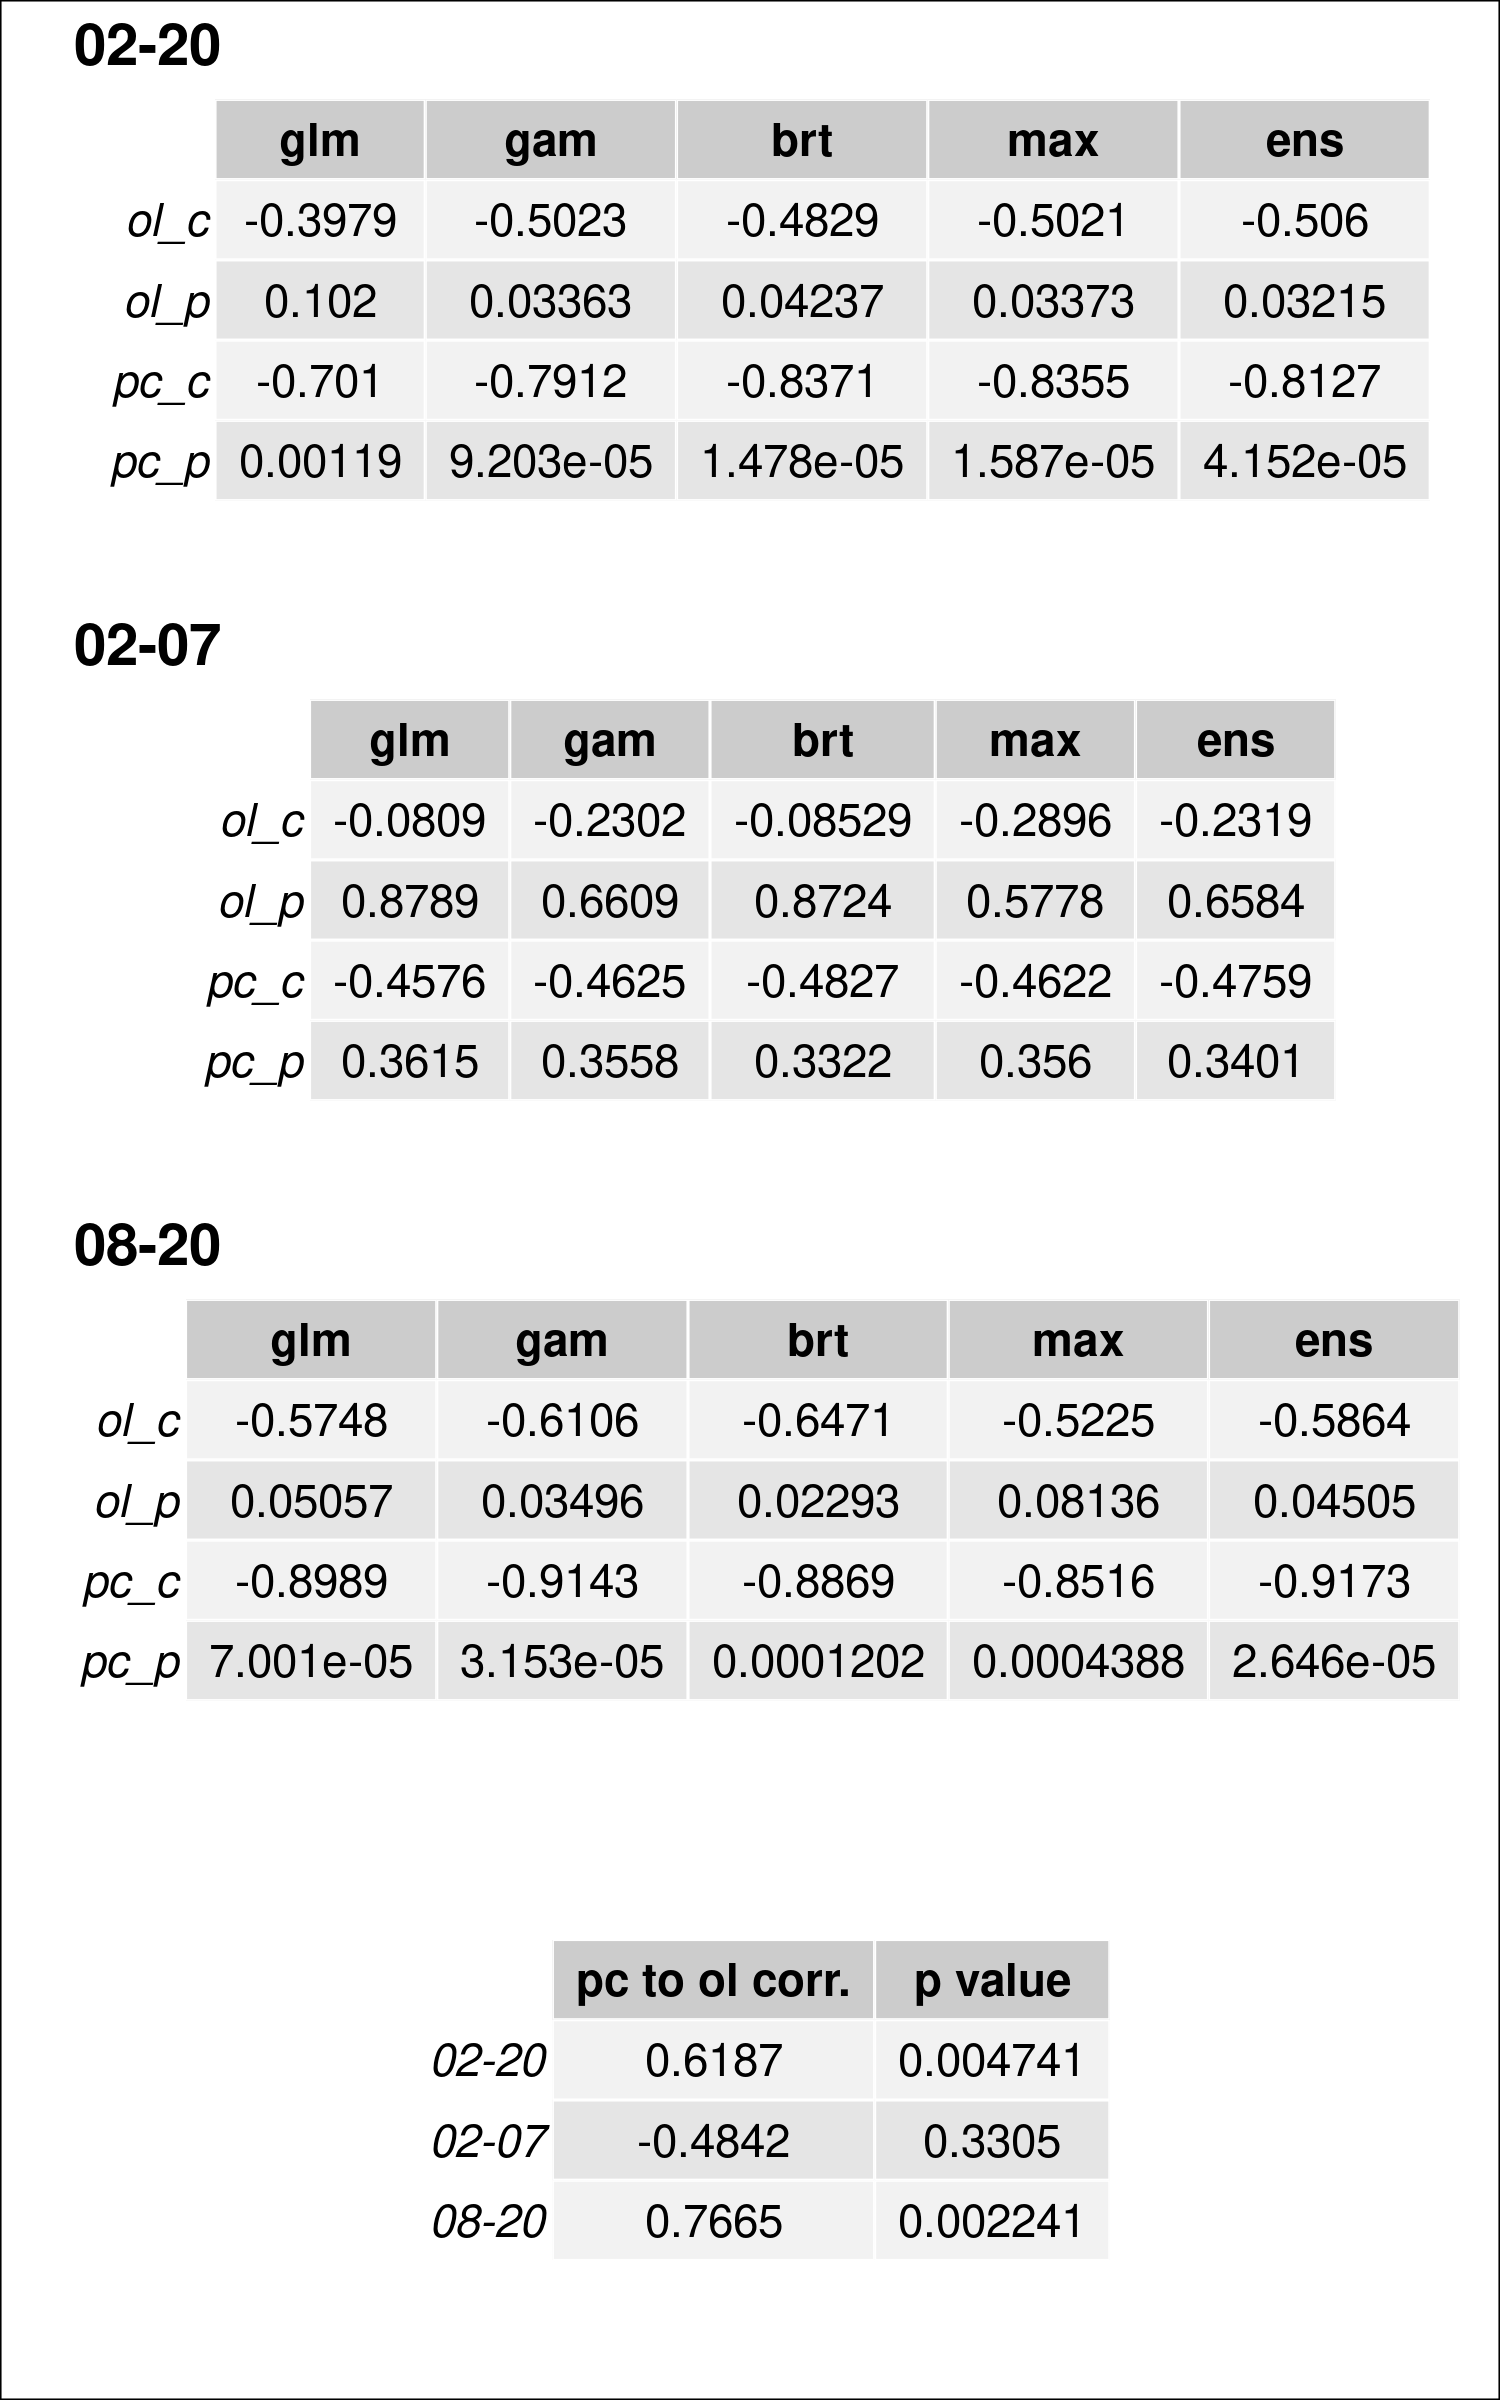 02-20
glm gam brt max ens
ol_c -0.3979 -0.5023 -0.4829 -0.5021 -0.506
ol_p 0.102 0.03363 0.04237 0.03373 0.03215
pc_c -0.701 -0.7912 -0.8371 -0.8355 -0.8127
pc_p 0.00119 9.203e-05 1.478e-05 1.587e-05 4.152e-05
02-07
glm gam brt max ens
ol_c -0.0809 -0.2302 -0.08529 -0.2896 -0.2319
ol_p 0.8789 0.6609 0.8724 0.5778 0.6584
pc_c -0.4576 -0.4625 -0.4827 -0.4622 -0.4759
pc_p 0.3615 0.3558 0.3322 0.356 0.3401
08-20
glm gam brt max ens
ol_c -0.5748 -0.6106 -0.6471 -0.5225 -0.5864
ol_p 0.05057 0.03496 0.02293 0.08136 0.04505
pc_c -0.8989 -0.9143 -0.8869 -0.8516 -0.9173
pc_p 7.001e-05 3.153e-05 0.0001202 0.0004388 2.646e-05
pc to ol corr. p value
02-20 0.6187 0.004741
02-07 -0.4842 0.3305
08-20 0.7665 0.002241